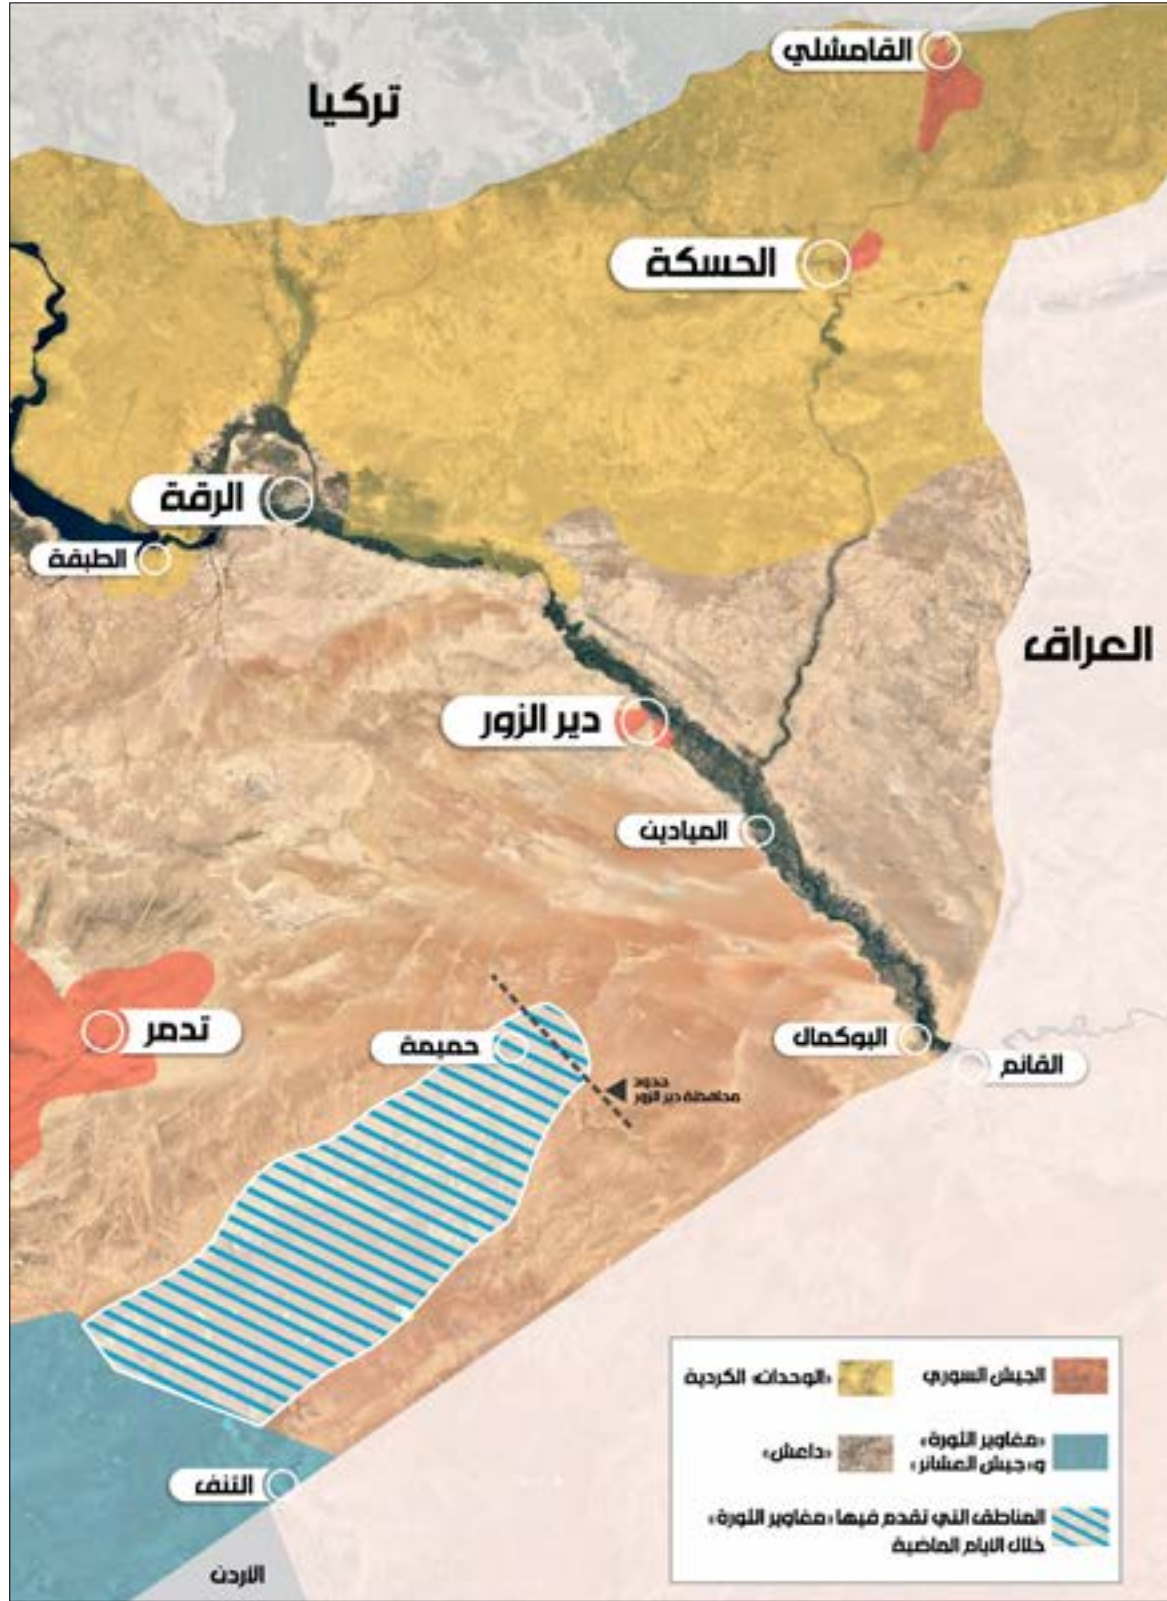 القامشلي
تركيا
الحسكة
الرقة
الطبقة
العراق
دير الزور
الميادين
تدمر
حميمة
البوكمال
القائم
حدود
محافظة دير الزور
الجيش السوري
«الوحدات» الكردية
«مغاوير الثورة»
و«جيش العشائر»
«داعش»
المناطق التي تقدم فيها «مغاوير الثورة»
خلال الايام الماضية
التنف
الأردن